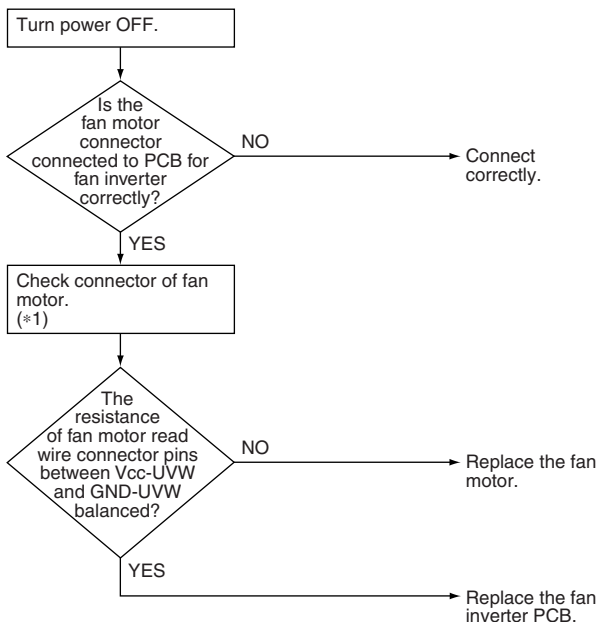 Turn power OFF.
Is the
fan motor
connector
connected to PCB for
fan inverter
correctly?
NO
Connect
correctly.
YES
Check connector of fan
motor.
(*1)
The
resistance
of fan motor read
wire connector pins
between Vcc-UVW
and GND-UVW
balanced?
NO
Replace the fan
motor.
YES
Replace the fan
inverter PCB.